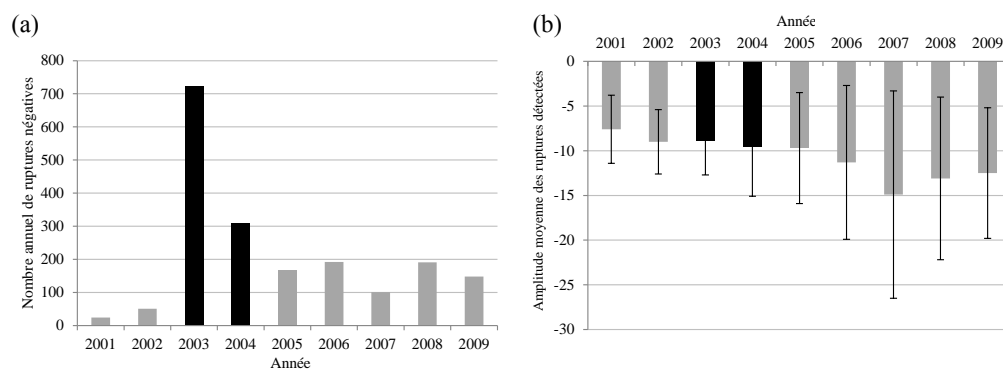 (a)
Nombre annuel de ruptures négatives
800
700
600
500
400
300
200
100
0
2001 2002 2003 2004 2005 2006 2007 2008 2009
Année
(b)
Année
2001 2002 2003 2004 2005 2006 2007 2008 2009
Amplitude moyenne des ruptures détectées
0
-5
-10
-15
-20
-25
-30